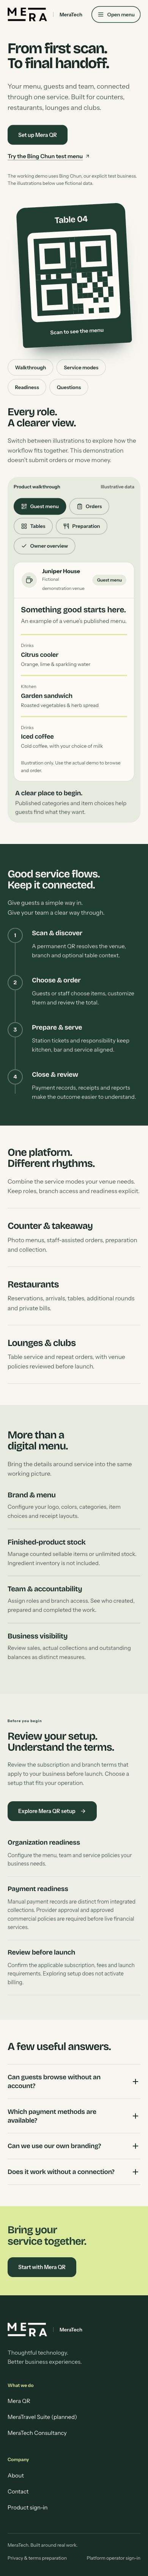 MERA MeraTech Open menu
From first scan.
To final handoff.
Your menu, guests and team, connected
through one service. Built for counters,
restaurants, lounges and clubs.
Set up Mera QR
Try the Bing Chun test menu
The working demo uses Bing Chun, our explicit test business.
The illustrations below use fictional data.
Table 04
Scan to see the menu
Walkthrough Service modes
Readiness Questions
Every role.
A clearer view.
Switch between illustrations to explore how the
workflow fits together. This demonstration
doesn't submit orders or move money.
Product walkthrough Illustrative data
Guest menu Orders
Tables Preparation
Owner overview
Juniper House
Fictional
demonstration venue
Guest menu
Something good starts here.
An example of a venue's published menu.
Drinks
Citrus cooler
Orange, lime & sparkling water
Kitchen
Garden sandwich
Roasted vegetables & herb spread
Drinks
Iced coffee
Cold coffee, with your choice of milk
Illustration only. Use the actual demo to browse
and order.
A clear place to begin.
Published categories and item choices help
guests find what they want.
Good service flows.
Keep it connected.
Give guests a simple way in.
Give your team a clear way through.
1
Scan & discover
A permanent QR resolves the venue,
branch and optional table context.
2
Choose & order
Guests or staff choose items, customize
them and review the total.
3
Prepare & serve
Station tickets and responsibility keep
kitchen, bar and service aligned.
4
Close & review
Payment records, receipts and reports
make the outcome easier to understand.
One platform.
Different rhythms.
Combine the service modes your venue needs.
Keep roles, branch access and readiness explicit.
Counter & takeaway
Photo menus, staff-assisted orders, preparation
and collection.
Restaurants
Reservations, arrivals, tables, additional rounds
and private bills.
Lounges & clubs
Table service and repeat orders, with venue
policies reviewed before launch.
More than a
digital menu.
Bring the details around service into the same
working picture.
Brand & menu
Configure your logo, colors, categories, item
choices and receipt layouts.
Finished-product stock
Manage counted sellable items or unlimited stock.
Ingredient inventory is not included.
Team & accountability
Assign roles and branch access. See who created,
prepared and completed the work.
Business visibility
Review sales, actual collections and outstanding
balances as distinct measures.
Before you begin
Review your setup.
Understand the terms.
Review the subscription and branch terms that
apply to your business before launch. Choose a
setup that fits your operation.
Explore Mera QR setup
Organization readiness
Configure the menu, team and service policies your
business needs.
Payment readiness
Manual payment records are distinct from integrated
collections. Provider approval and approved
commercial policies are required before live financial
services.
Review before launch
Confirm the applicable subscription, fees and launch
requirements. Exploring setup does not activate
billing.
A few useful answers.
Can guests browse without an
account?
Which payment methods are
available?
Can we use our own branding?
Does it work without a connection?
Bring your
service together.
Start with Mera QR
MERA MeraTech
Thoughtful technology.
Better business experiences.
What we do
Mera QR
MeraTravel Suite (planned)
MeraTech Consultancy
Company
About
Contact
Product sign-in
MeraTech. Built around real work.
Privacy & terms preparation Platform operator sign-in